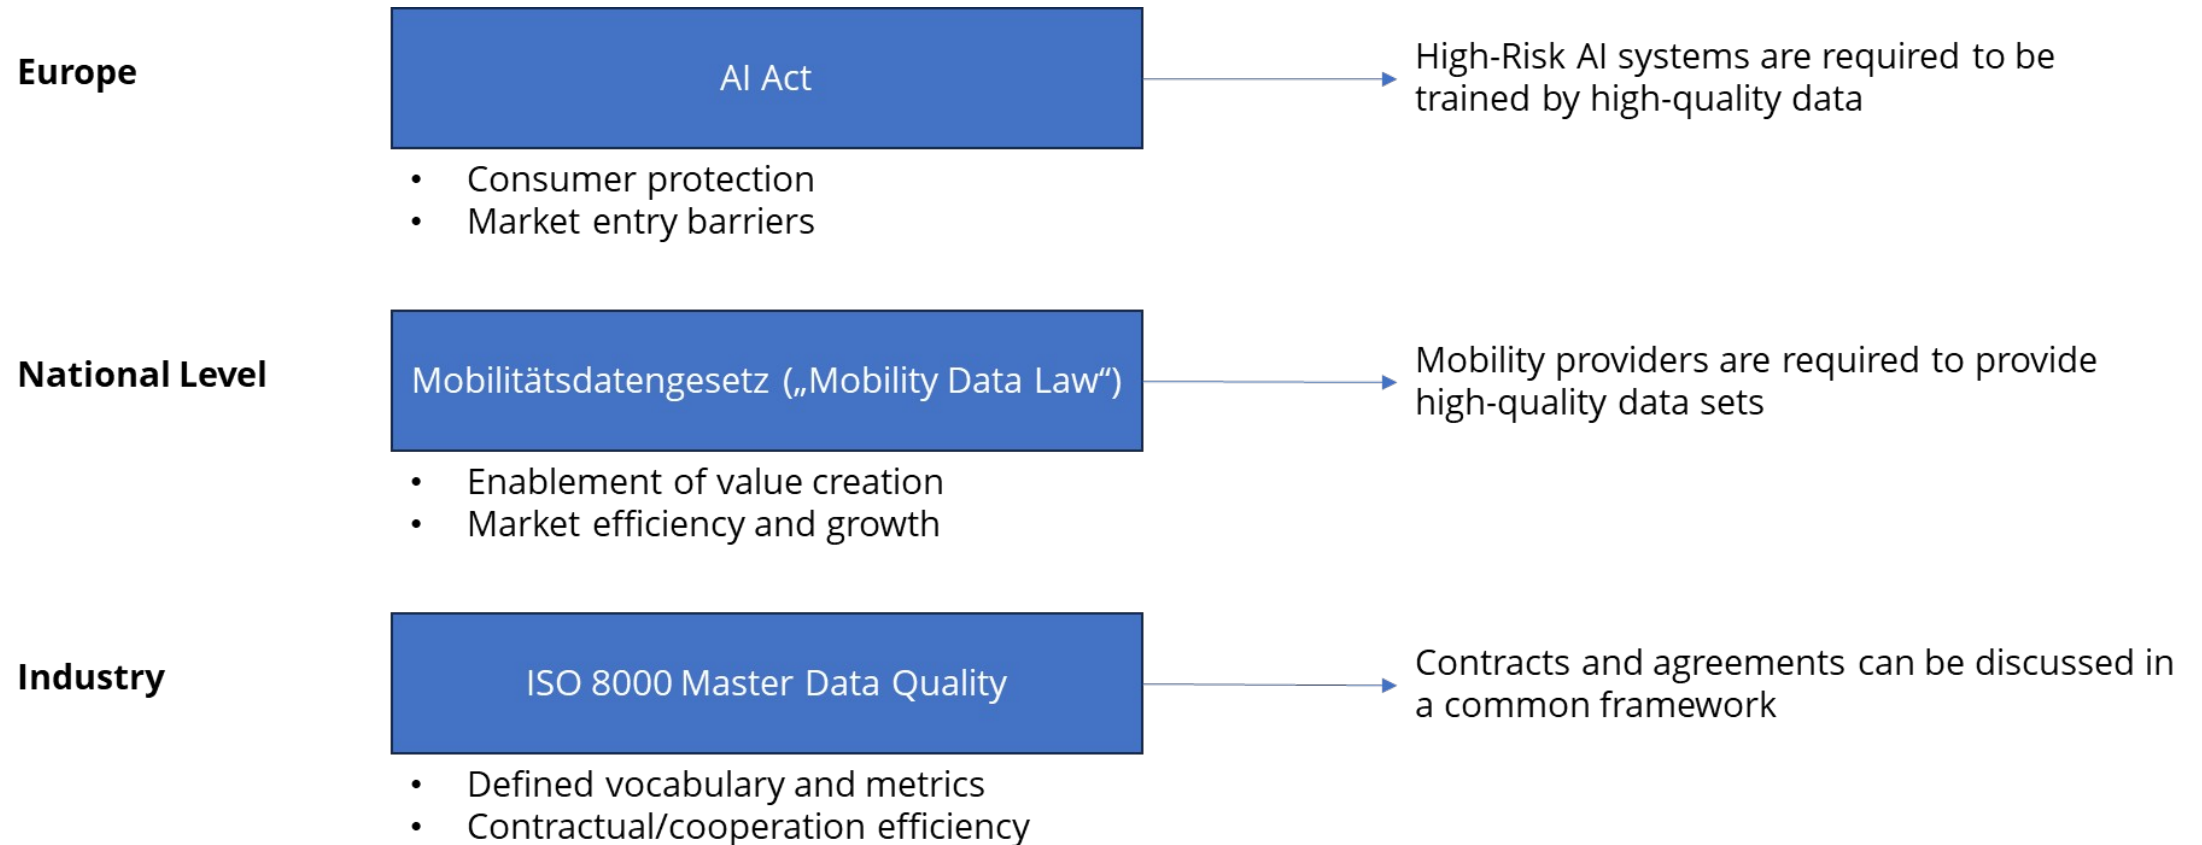 Europe
AI Act
High-Risk AI systems are required to be
trained by high-quality data
• Consumer protection
• Market entry barriers
National Level
Mobilitätsdatengesetz („Mobility Data Law“)
Mobility providers are required to provide
high-quality data sets
• Enablement of value creation
• Market efficiency and growth
Industry
ISO 8000 Master Data Quality
Contracts and agreements can be discussed in
a common framework
• Defined vocabulary and metrics
• Contractual/cooperation efficiency